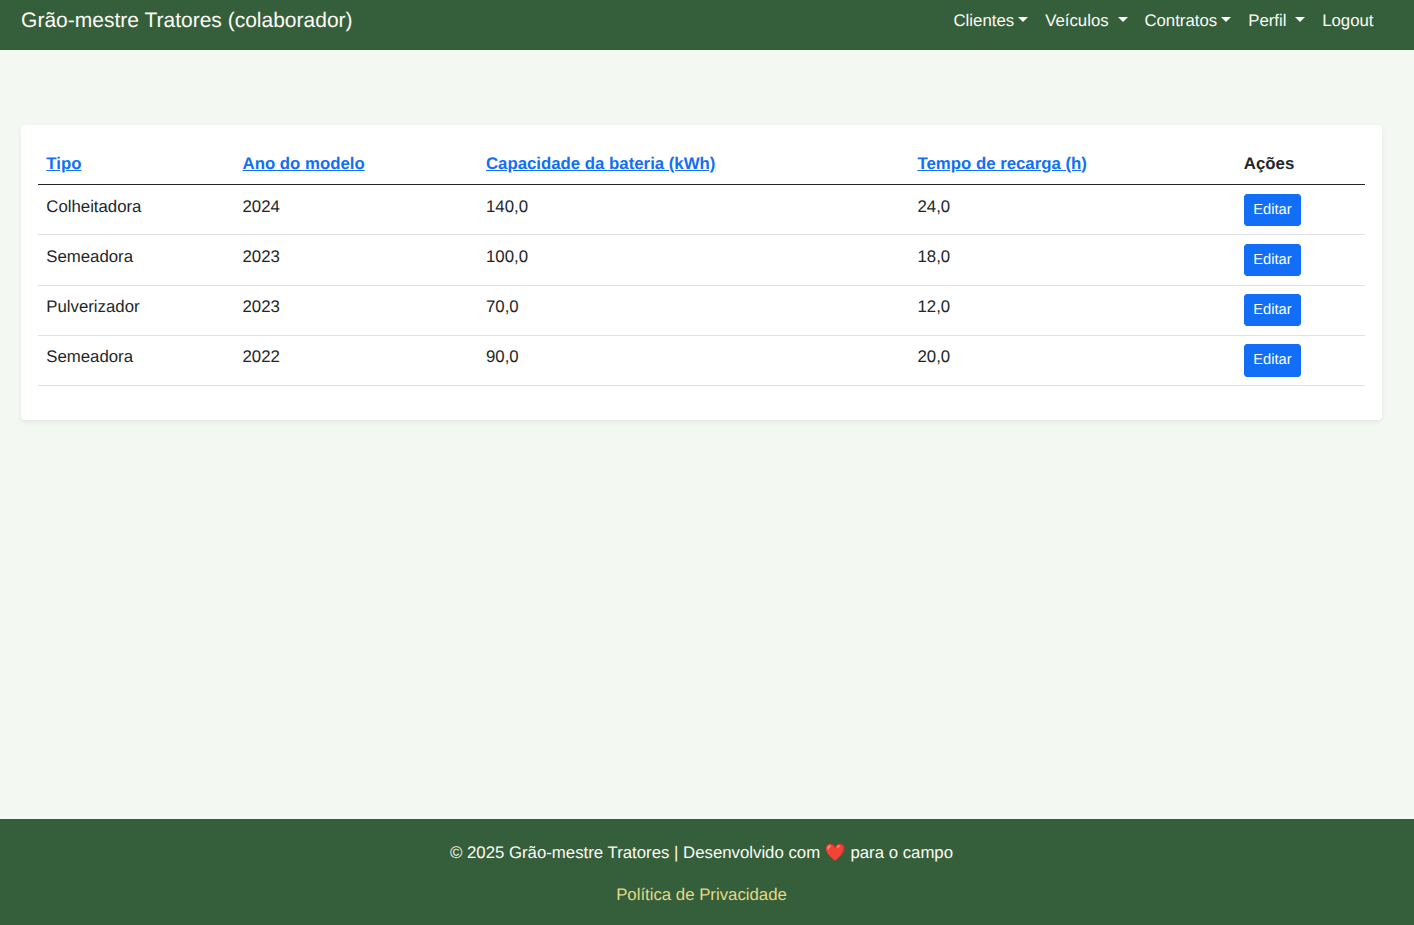 Grão-mestre Tratores (colaborador) Clientes Veículos Contratos Perfil Logout
Tipo Ano do modelo Capacidade da bateria (kWh) Tempo de recarga (h) Ações
Colheitadora 2024 140,0 24,0 Editar
Semeadora 2023 100,0 18,0 Editar
Pulverizador 2023 70,0 12,0 Editar
Semeadora 2022 90,0 20,0 Editar
© 2025 Grão-mestre Tratores | Desenvolvido com ❤️ para o campo
Política de Privacidade